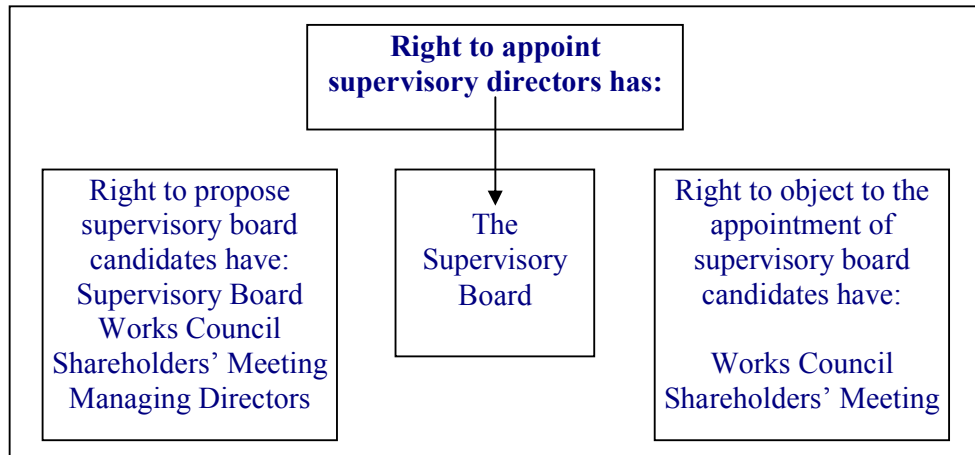 Right to appoint
supervisory directors has:
Right to propose
supervisory board
candidates have:
Supervisory Board
Works Council
Shareholders’ Meeting
Managing Directors
The
Supervisory
Board
Right to object to the
appointment of
supervisory board
candidates have:
Works Council
Shareholders’ Meeting